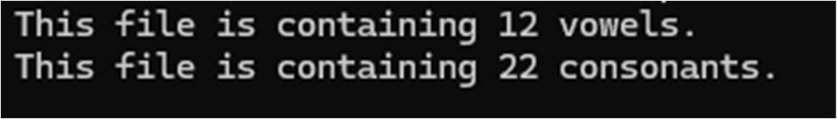 This file is containing 12 vowels.
This file is containing 22 consonants.